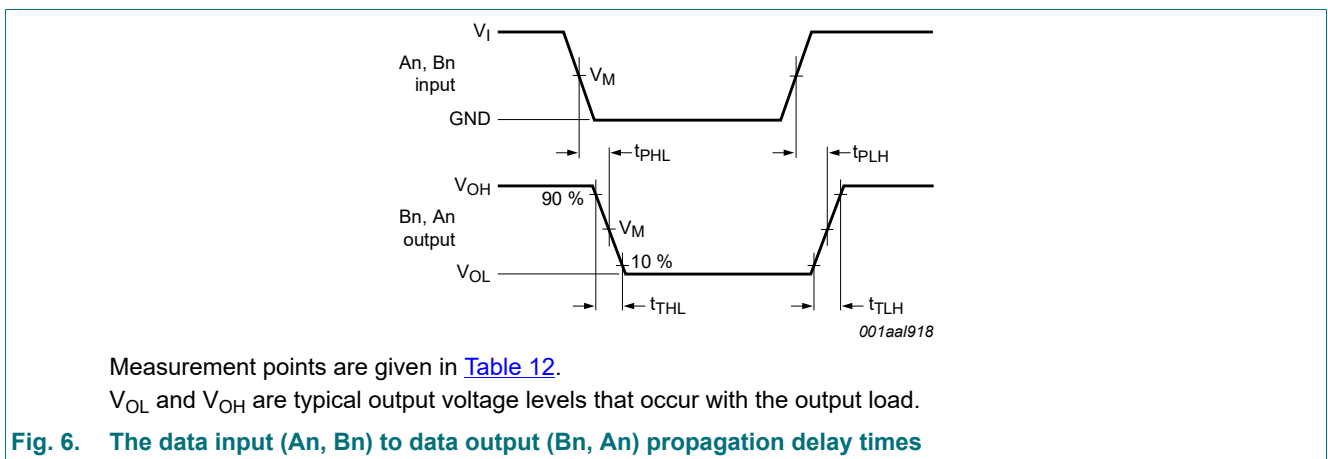 VI
An, Bn
input
VM
GND
tPHL
tPLH
VOH
90 %
Bn, An
output
VM
VOL
10 %
tTHL
tTLH
001aal918
Measurement points are given in Table 12.
VOL and VOH are typical output voltage levels that occur with the output load.
Fig. 6. The data input (An, Bn) to data output (Bn, An) propagation delay times